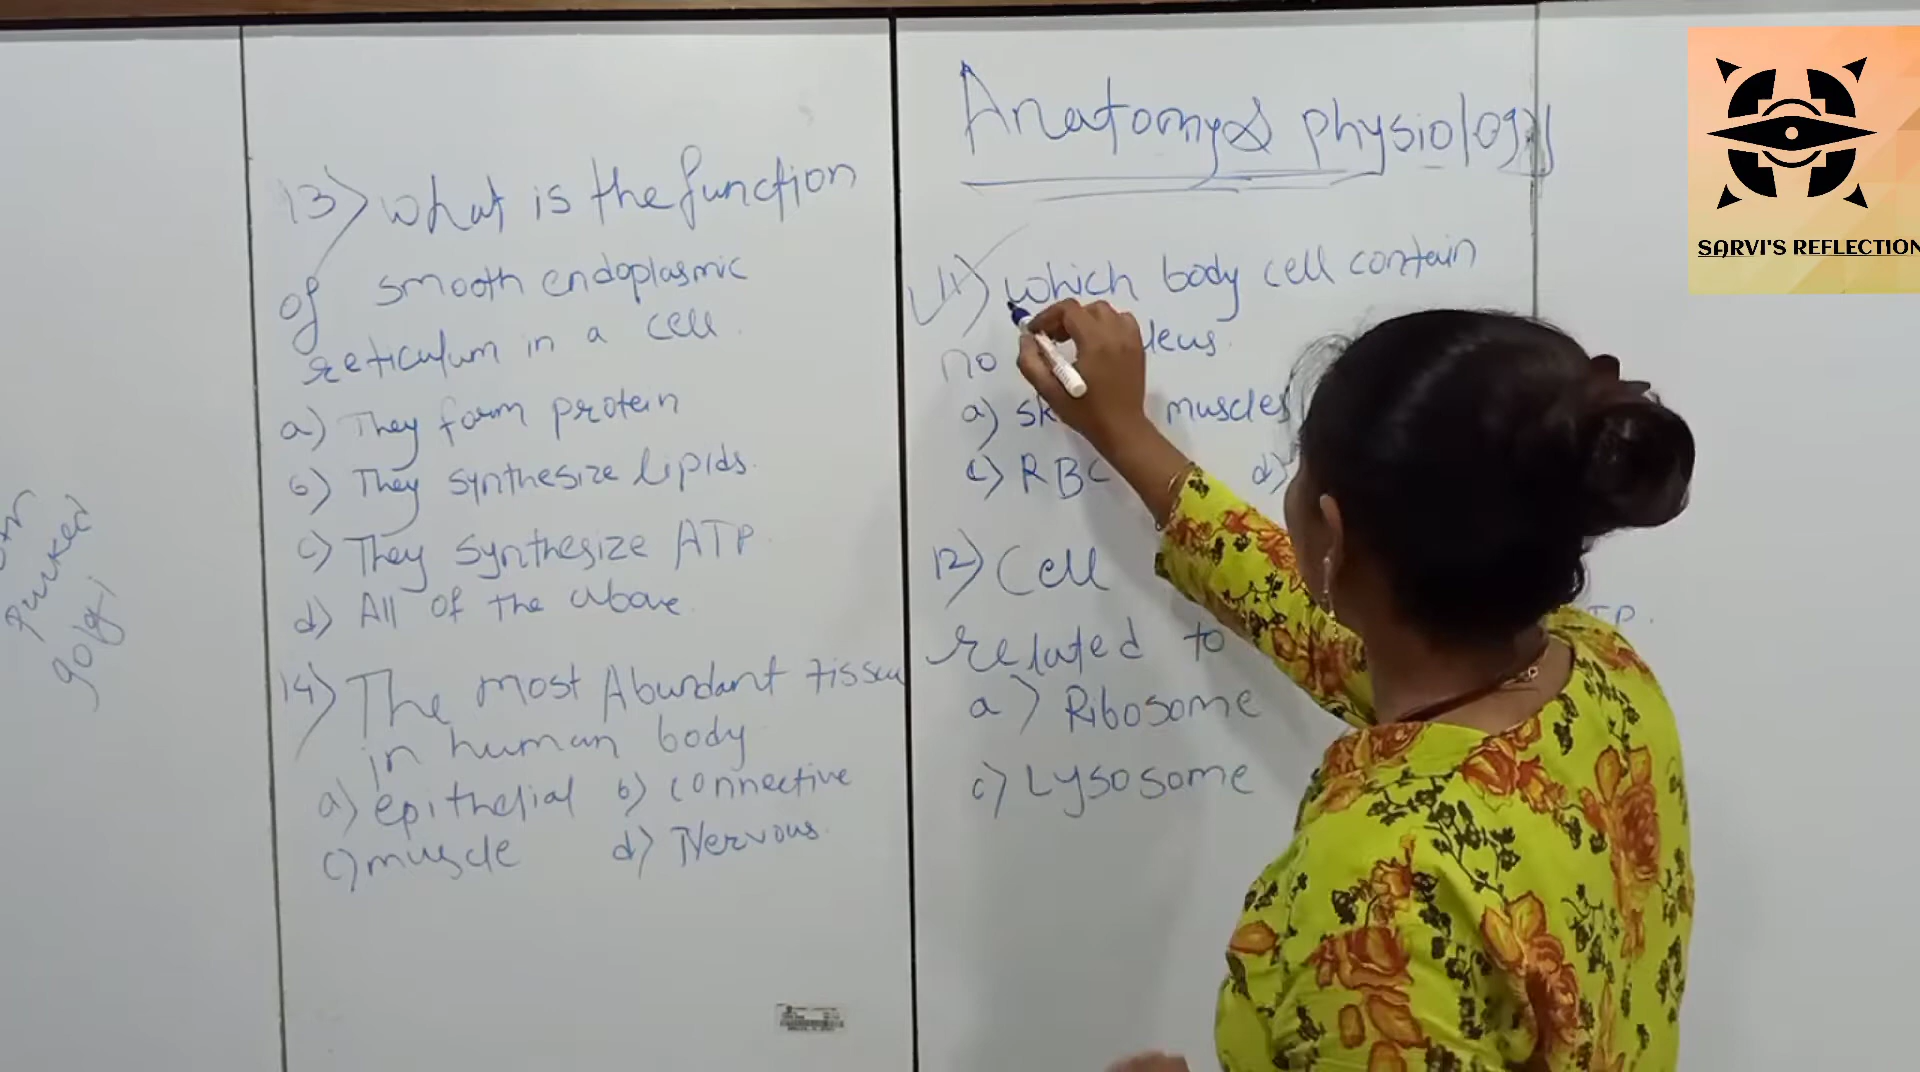 Anatomy & physiology
11) which body cell contain
no
a) muscles
c) RBC d)
12) Cell
related to
a) Ribosome
c) Lysosome
13) what is the function
of smooth endoplasmic
reticulum in a cell.
a) They form protein
b) They synthesize lipids.
c) They synthesize ATP
d) All of the above
14) The most Abundant tissue
in human body
a) epithelial b) connective
c) muscle d) Nervous.
golgi
SARVI'S REFLECTION